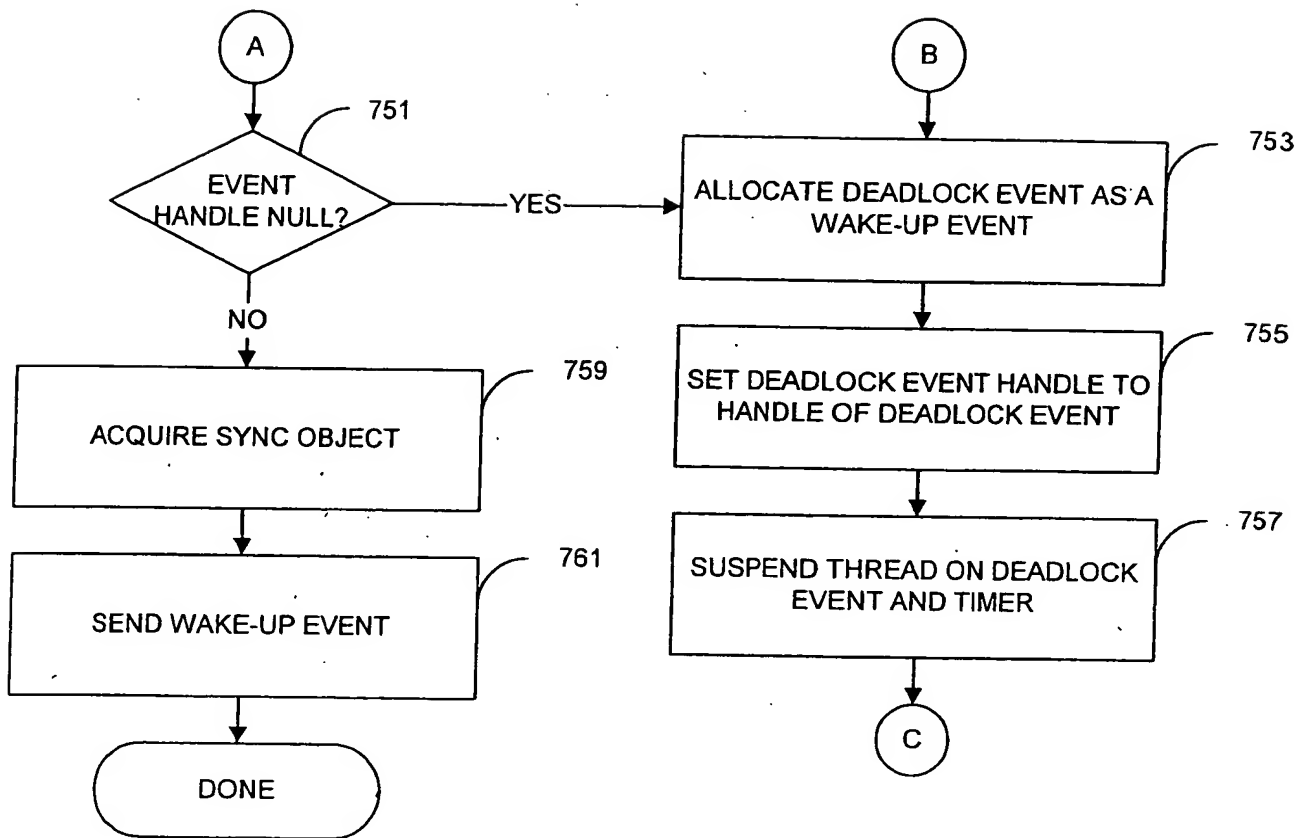 A
751
EVENT
HANDLE NULL?
YES
NO
759
ACQUIRE SYNC OBJECT
761
SEND WAKE-UP EVENT
DONE
B
753
ALLOCATE DEADLOCK EVENT AS A
WAKE-UP EVENT
755
SET DEADLOCK EVENT HANDLE TO
HANDLE OF DEADLOCK EVENT
757
SUSPEND THREAD ON DEADLOCK
EVENT AND TIMER
C